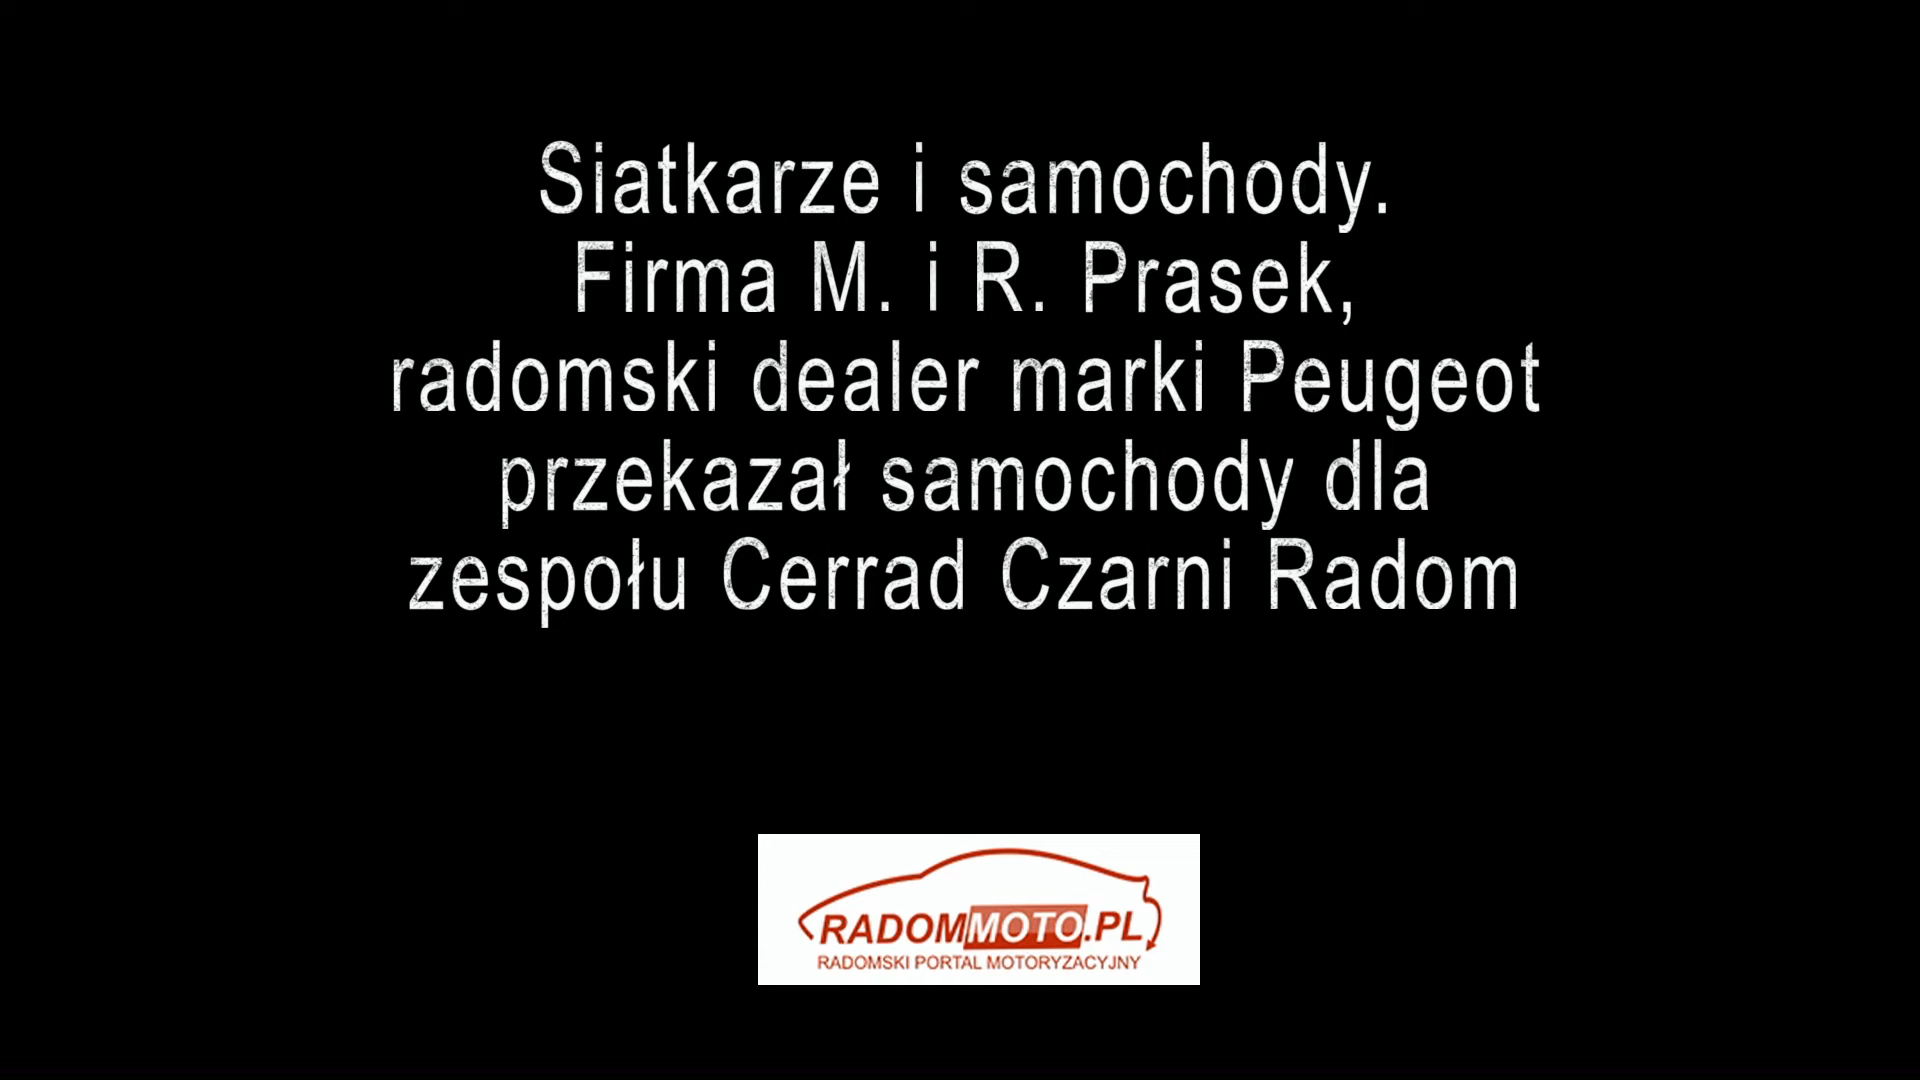 Siatkarze i samochody.
Firma M. i R. Prasek,
radomski dealer marki Peugeot
przekazał samochody dla
zespołu Cerrad Czarni Radom
RADOMMOTO.PL
RADOMSKI PORTAL MOTORYZACYJNY